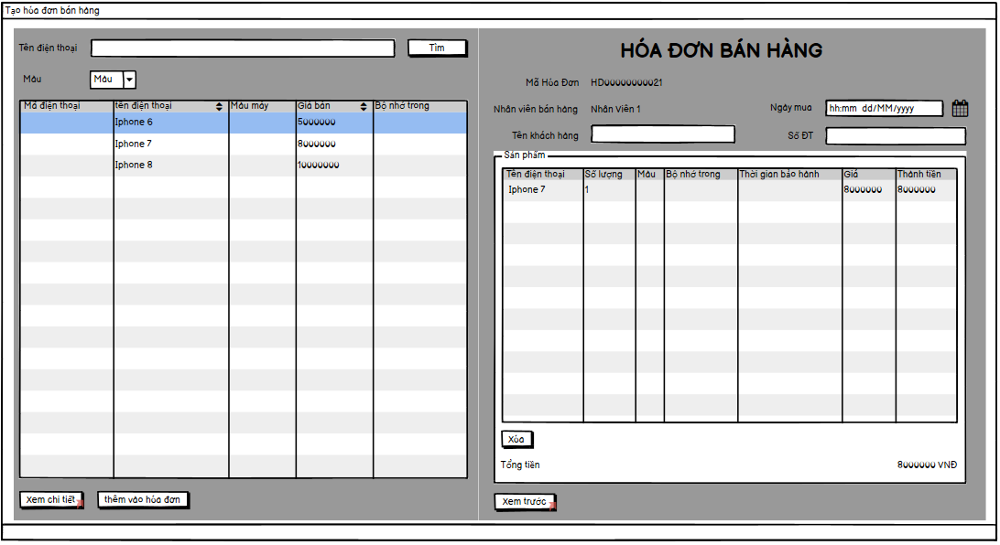 Tạo hóa đơn bán hàng
Tên điện thoại
Tìm
Màu
Màu
Mã điện thoại tên điện thoại Màu máy Giá bán Bộ nhớ trong
Iphone 6 5000000
Iphone 7 8000000
Iphone 8 10000000
Xem chi tiết
thêm vào hóa đơn
HÓA ĐƠN BÁN HÀNG
Mã Hóa Đơn HD0000000021
Nhân viên bán hàng Nhân Viên 1
Ngày mua hh:mm dd/MM/yyyy
Tên khách hàng
Số ĐT
Sản phẩm
Tên điện thoại Số lượng Màu Bộ nhớ trong Thời gian bảo hành Giá Thành tiền
Iphone 7 1 8000000 8000000
Xóa
Tổng tiền 8000000 VNĐ
Xem trước